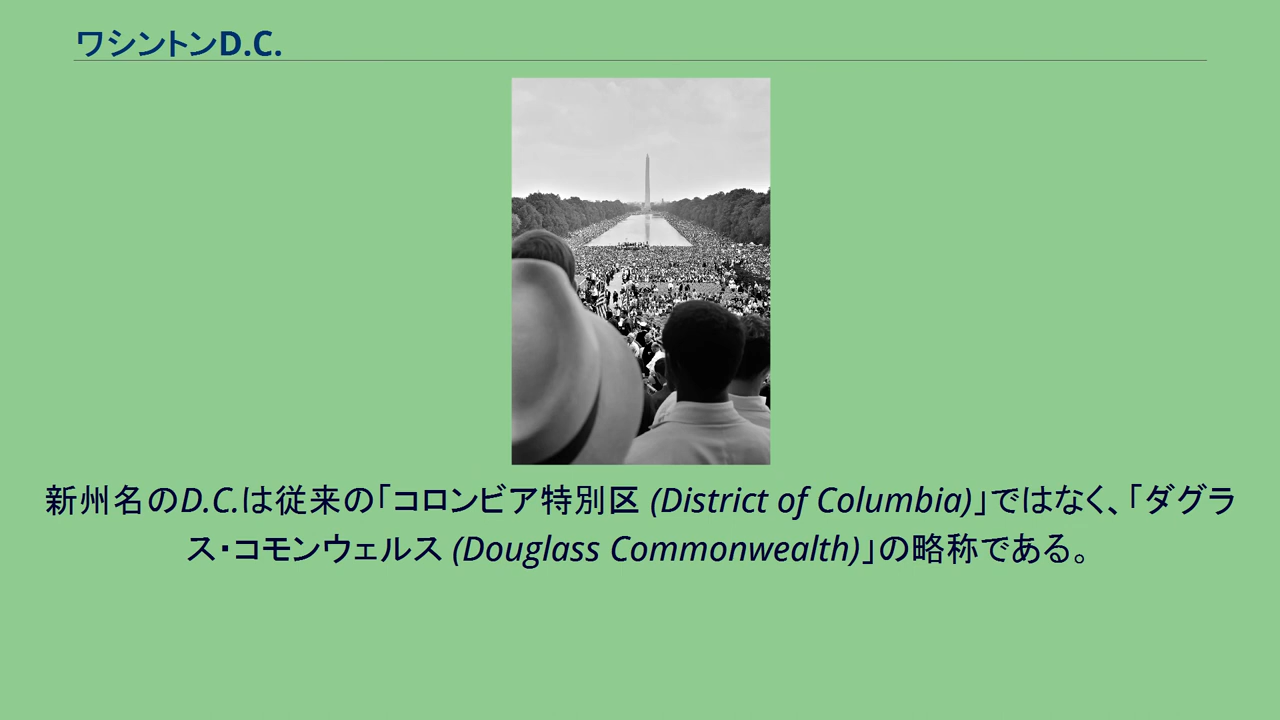 ワシントンD.C.
新州名のD.C.は従来の｢コロンビア特別区 (District of Columbia)｣ではなく､｢ダグラ
ス･コモンウェルス (Douglass Commonwealth)｣の略称である。